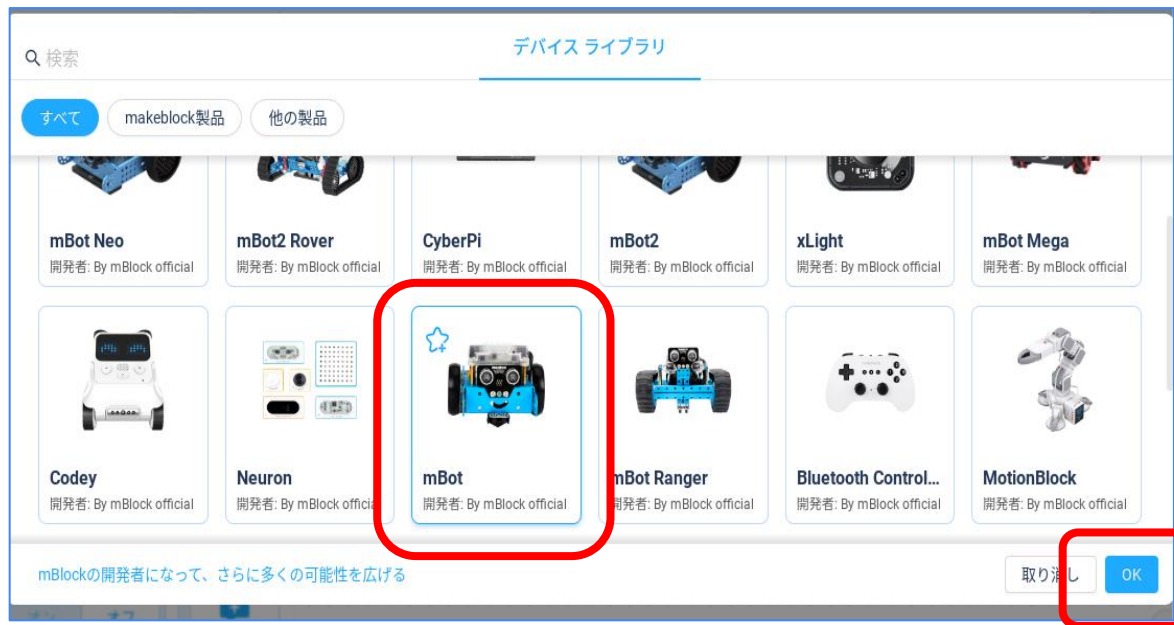 検索
デバイス ライブラリ
すべて
makeblock製品
他の製品
mBot Neo
開発者: By mBlock official
mBot2 Rover
開発者: By mBlock official
CyberPi
開発者: By mBlock official
mBot2
開発者: By mBlock official
xLight
開発者: By mBlock official
mBot Mega
開発者: By mBlock official
Codey
開発者: By mBlock official
Neuron
開発者: By mBlock official
mBot
開発者: By mBlock official
mBot Ranger
開発者: By mBlock official
Bluetooth Control...
開発者: By mBlock official
MotionBlock
開発者: By mBlock official
mBlockの開発者になって、さらに多くの可能性を広げる
取り消し
OK